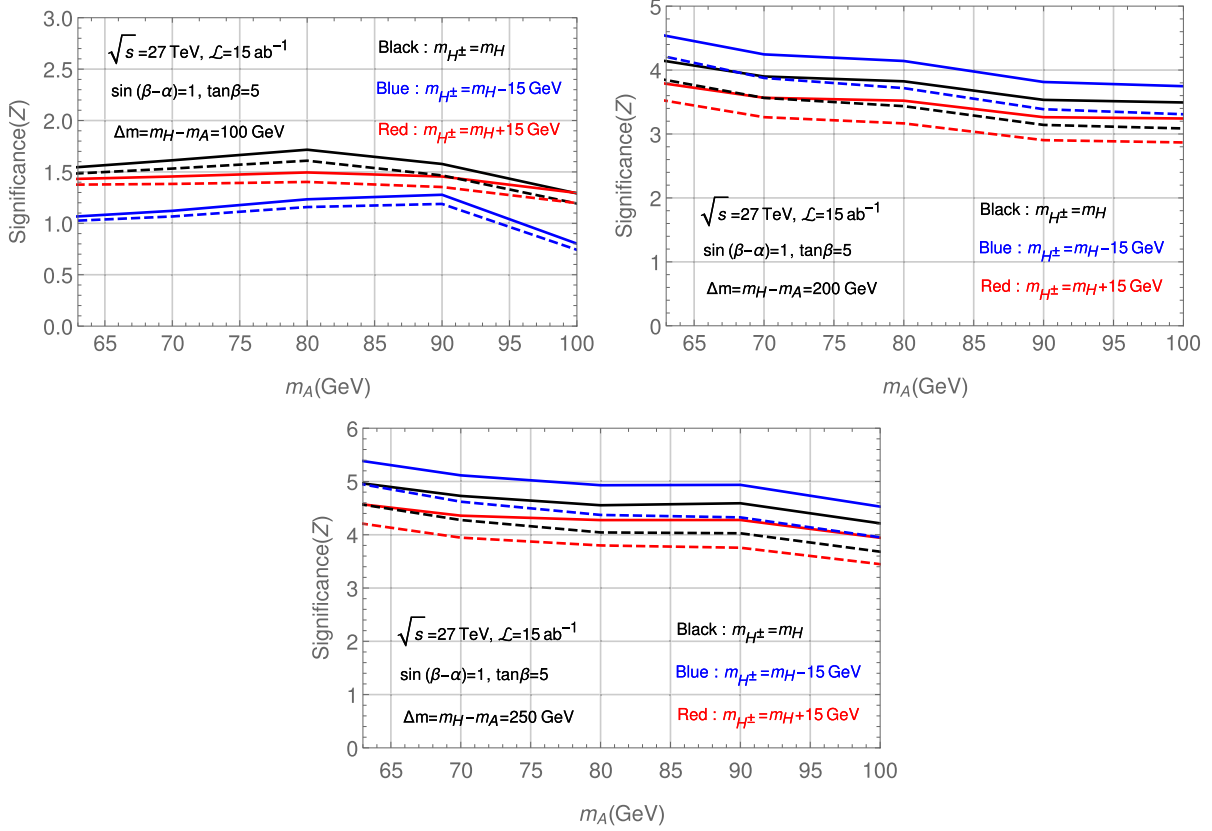 3.0
2.5
2.0
1.5
1.0
0.5
0.0
Significance(Z)
√s =27 TeV, ℒ=15 ab⁻¹
sin (β-α)=1, tanβ=5
Δm=m_H-m_A=100 GeV
Black : m_H±=m_H
Blue : m_H±=m_H-15 GeV
Red : m_H±=m_H+15 GeV
65 70 75 80 85 90 95 100
m_A(GeV)
5
4
3
2
1
0
Significance(Z)
√s =27 TeV, ℒ=15 ab⁻¹
sin (β-α)=1, tanβ=5
Δm=m_H-m_A=200 GeV
Black : m_H±=m_H
Blue : m_H±=m_H-15 GeV
Red : m_H±=m_H+15 GeV
65 70 75 80 85 90 95 100
m_A(GeV)
6
5
4
3
2
1
0
Significance(Z)
√s =27 TeV, ℒ=15 ab⁻¹
sin (β-α)=1, tanβ=5
Δm=m_H-m_A=250 GeV
Black : m_H±=m_H
Blue : m_H±=m_H-15 GeV
Red : m_H±=m_H+15 GeV
65 70 75 80 85 90 95 100
m_A(GeV)